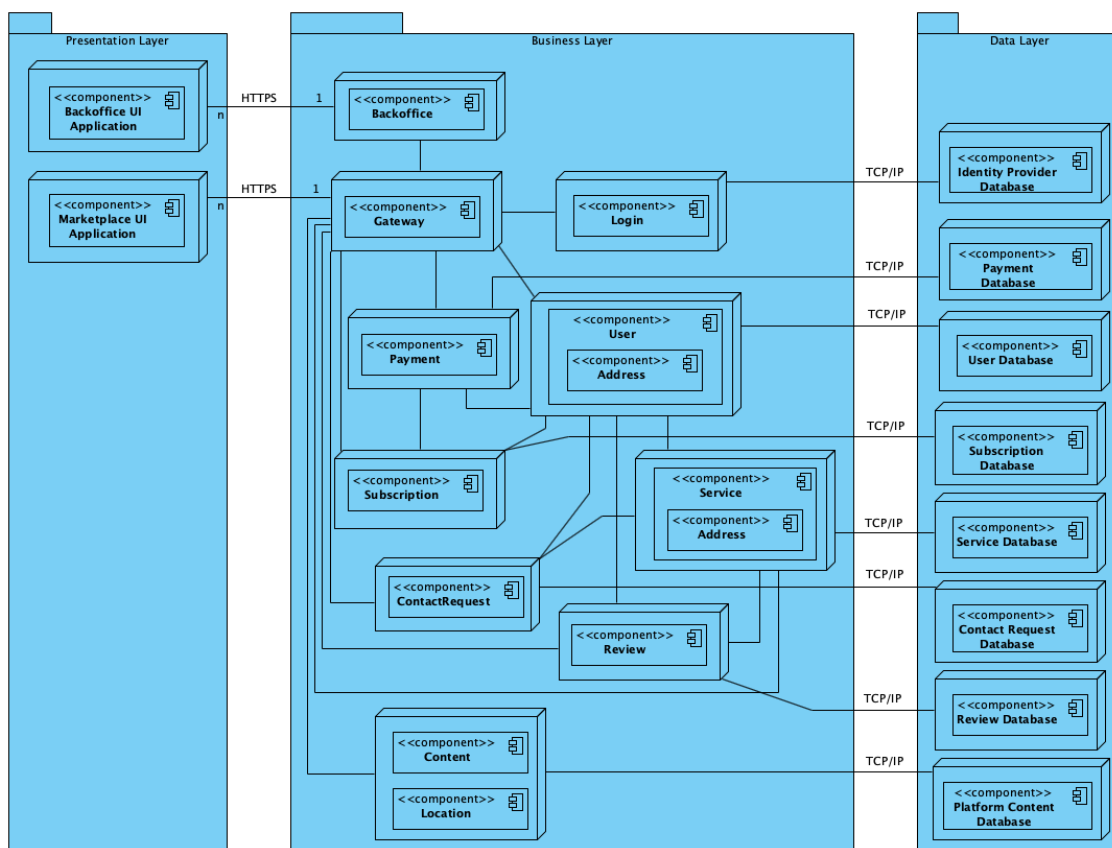 Presentation Layer
<<component>>
Backoffice UI
Application
<<component>>
Marketplace UI
Application
HTTPS
n
1
HTTPS
n
1
Business Layer
<<component>>
Backoffice
<<component>>
Gateway
<<component>>
Login
<<component>>
Payment
<<component>>
User
<<component>>
Address
<<component>>
Subscription
<<component>>
Service
<<component>>
Address
<<component>>
ContactRequest
<<component>>
Review
<<component>>
Content
<<component>>
Location
TCP/IP
TCP/IP
TCP/IP
TCP/IP
TCP/IP
TCP/IP
TCP/IP
TCP/IP
Data Layer
<<component>>
Identity Provider
Database
<<component>>
Payment
Database
<<component>>
User Database
<<component>>
Subscription
Database
<<component>>
Service Database
<<component>>
Contact Request
Database
<<component>>
Review Database
<<component>>
Platform Content
Database